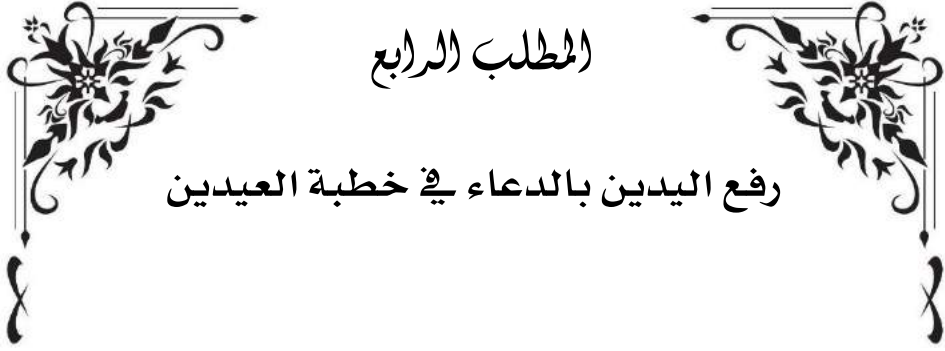 المطلب الرابع
رفع اليدين بالدعاء في خطبة العيدين